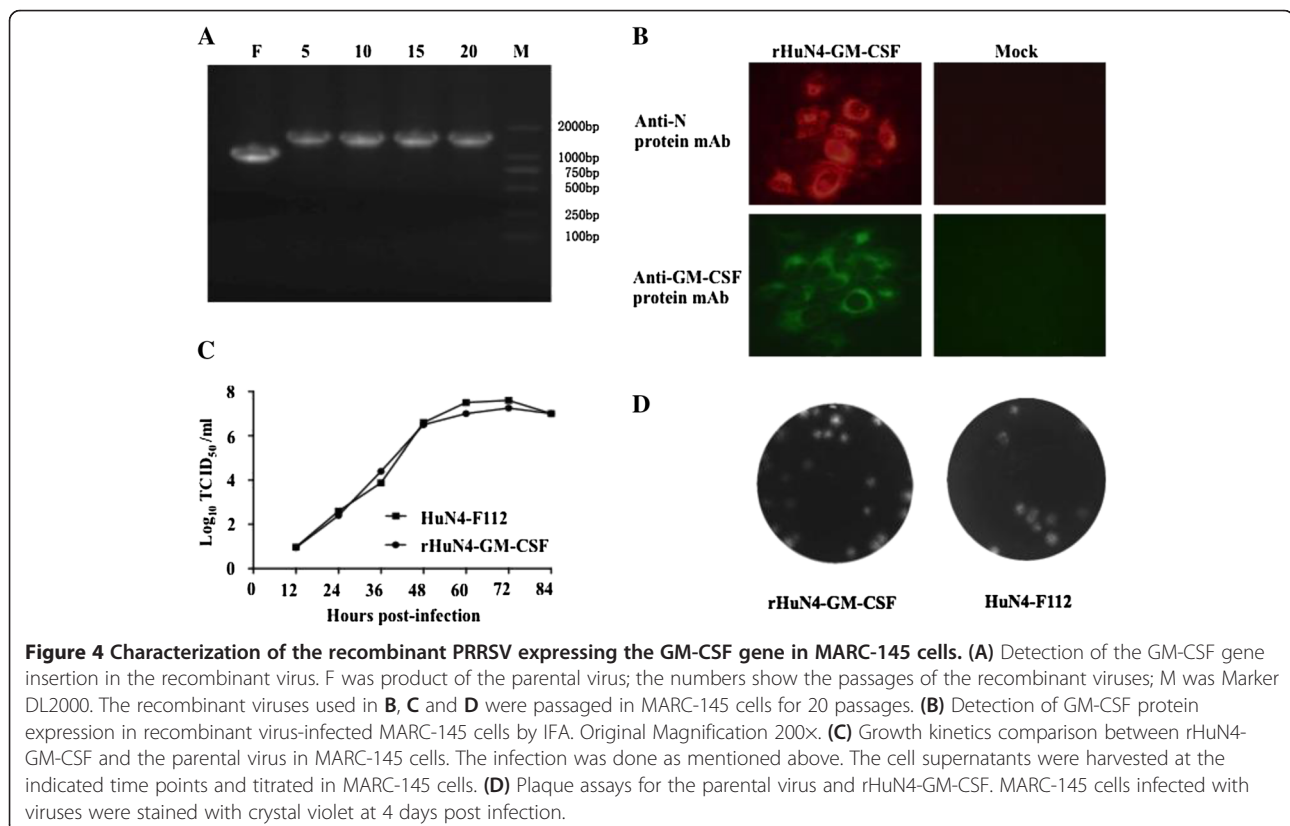 A
F 5 10 15 20 M
2000bp
1000bp
750bp
500bp
250bp
100bp
B
rHuN4-GM-CSF Mock
Anti-N
protein mAb
Anti-GM-CSF
protein mAb
C
Log₁₀ TCID₅₀/ml
8
6
4
2
0
HuN4-F112
rHuN4-GM-CSF
0 12 24 36 48 60 72 84
Hours post-infection
D
rHuN4-GM-CSF HuN4-F112
Figure 4 Characterization of the recombinant PRRSV expressing the GM-CSF gene in MARC-145 cells. (A) Detection of the GM-CSF gene
insertion in the recombinant virus. F was product of the parental virus; the numbers show the passages of the recombinant viruses; M was Marker
DL2000. The recombinant viruses used in B, C and D were passaged in MARC-145 cells for 20 passages. (B) Detection of GM-CSF protein
expression in recombinant virus-infected MARC-145 cells by IFA. Original Magnification 200×. (C) Growth kinetics comparison between rHuN4-
GM-CSF and the parental virus in MARC-145 cells. The infection was done as mentioned above. The cell supernatants were harvested at the
indicated time points and titrated in MARC-145 cells. (D) Plaque assays for the parental virus and rHuN4-GM-CSF. MARC-145 cells infected with
viruses were stained with crystal violet at 4 days post infection.